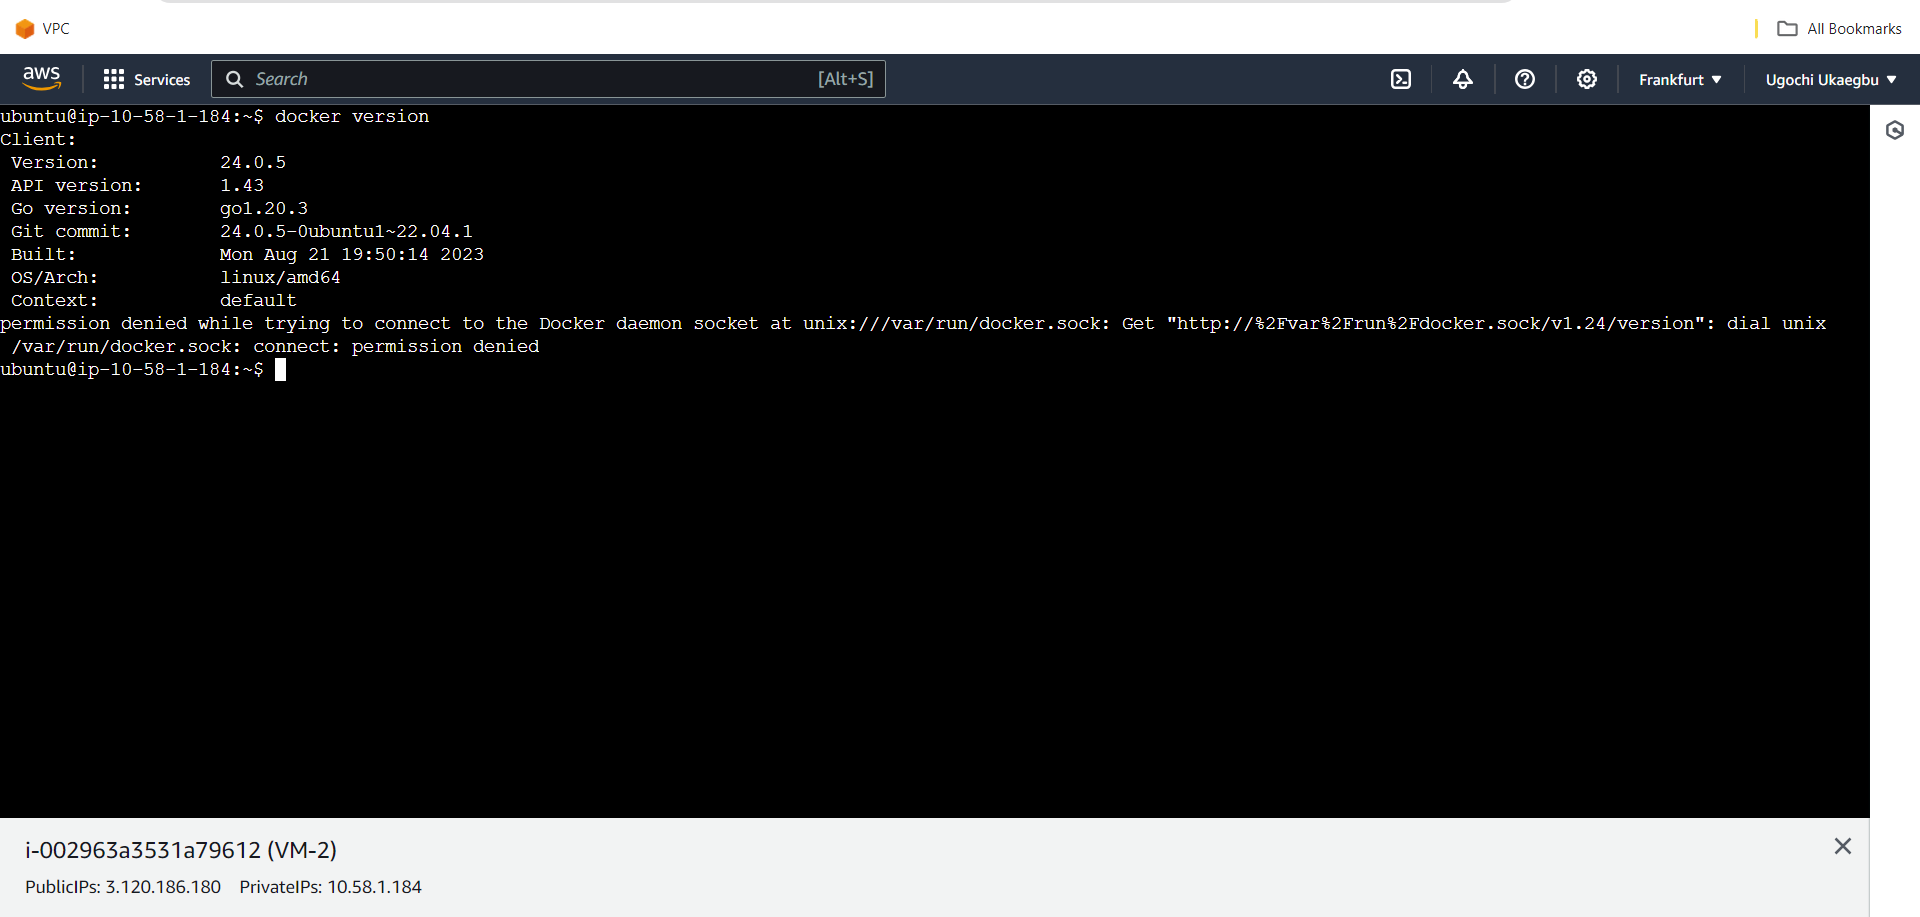 VPC
All Bookmarks
aws
Services
Search
[Alt+S]
Frankfurt
Ugochi Ukaegbu
ubuntu@ip-10-58-1-184:~$ docker version
Client:
 Version:           24.0.5
 API version:       1.43
 Go version:        go1.20.3
 Git commit:        24.0.5-0ubuntu1~22.04.1
 Built:             Mon Aug 21 19:50:14 2023
 OS/Arch:           linux/amd64
 Context:           default
permission denied while trying to connect to the Docker daemon socket at unix:///var/run/docker.sock: Get "http://%2Fvar%2Frun%2Fdocker.sock/v1.24/version": dial unix
 /var/run/docker.sock: connect: permission denied
ubuntu@ip-10-58-1-184:~$
i-002963a3531a79612 (VM-2)
PublicIPs: 3.120.186.180 PrivateIPs: 10.58.1.184